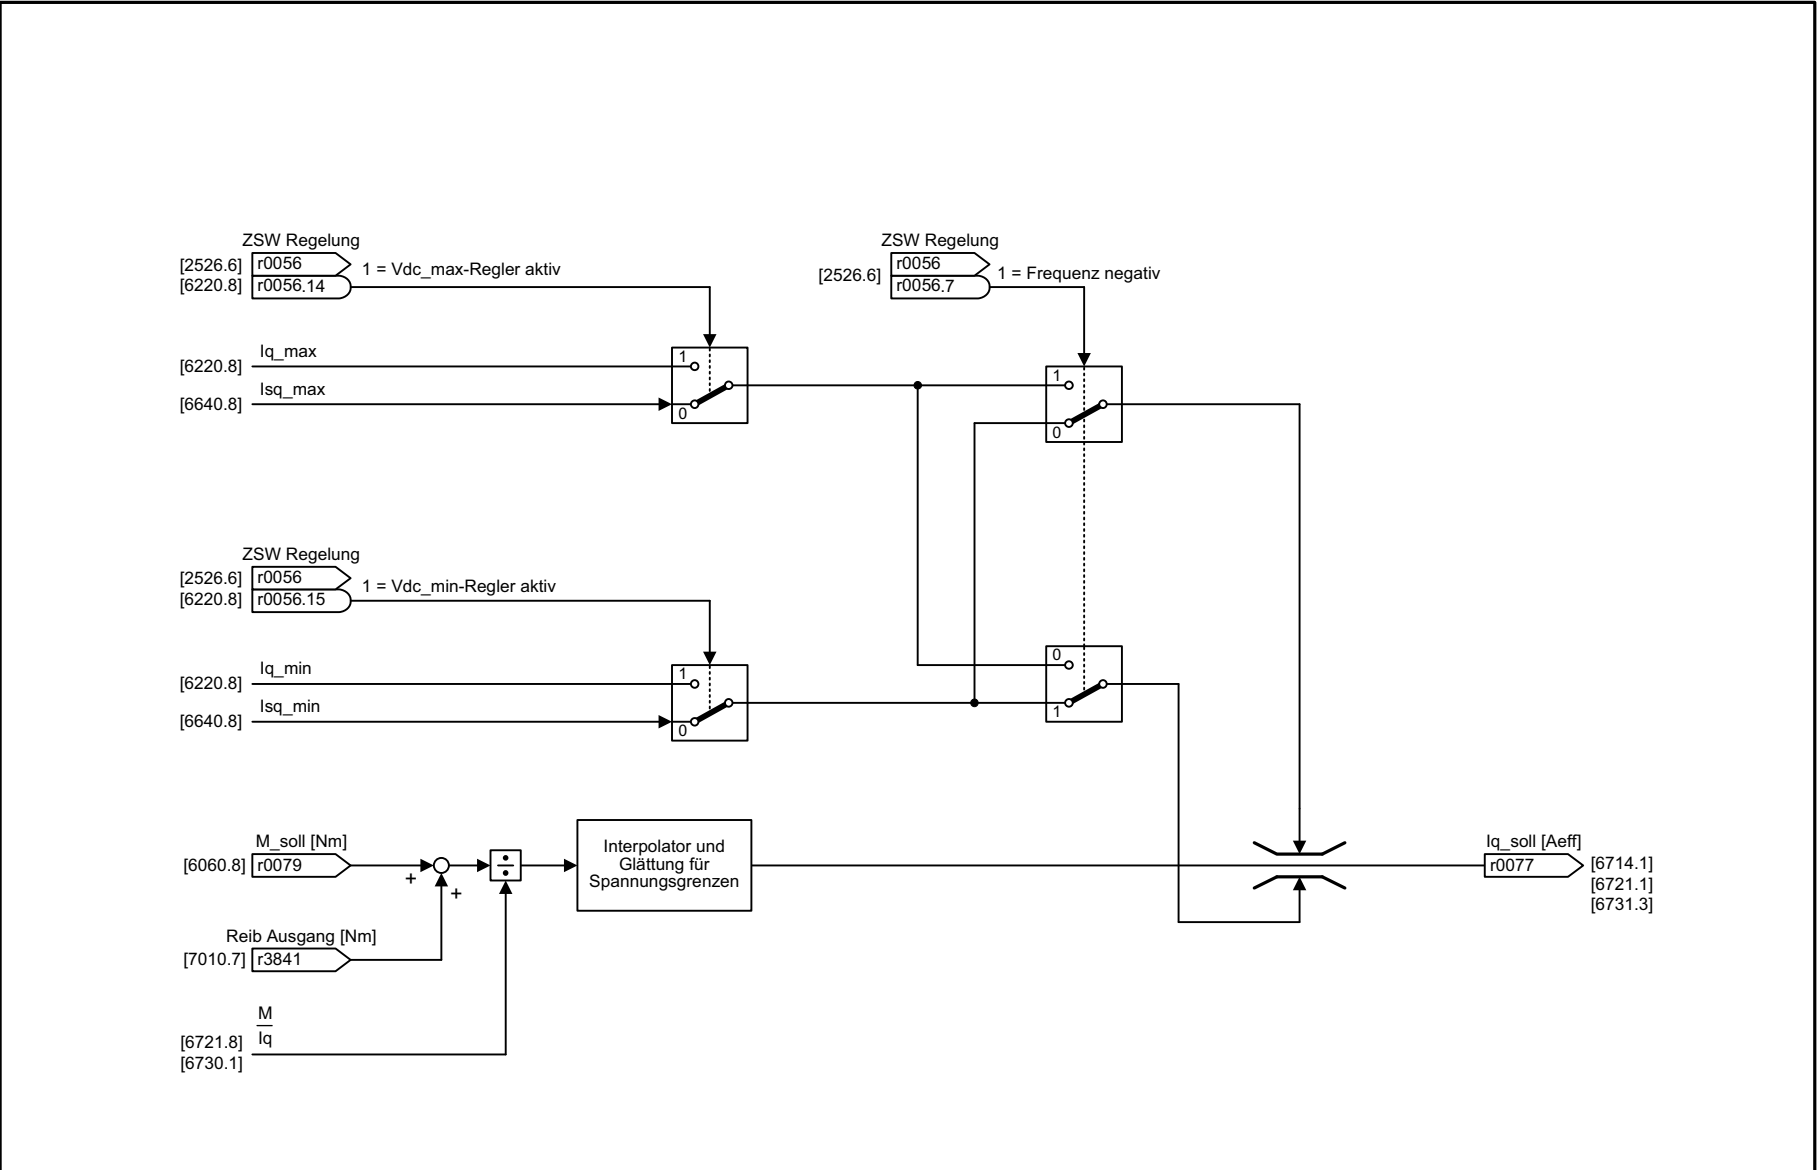 ZSW Regelung
[2526.6] r0056
1 = Vdc_max-Regler aktiv
[6220.8] r0056.14
ZSW Regelung
r0056
[2526.6]
1 = Frequenz negativ
r0056.7
Iq_max
[6220.8]
1
Isq_max
[6640.8]
0
1
0
ZSW Regelung
[2526.6] r0056
1 = Vdc_min-Regler aktiv
[6220.8] r0056.15
Iq_min
[6220.8]
1
Isq_min
[6640.8]
0
0
1
M_soll [Nm]
[6060.8] r0079
+
+
÷
Interpolator und
Glättung für
Spannungsgrenzen
Iq_soll [Aeff]
r0077
[6714.1]
[6721.1]
[6731.3]
Reib Ausgang [Nm]
[7010.7] r3841
M
Iq
[6721.8]
[6730.1]